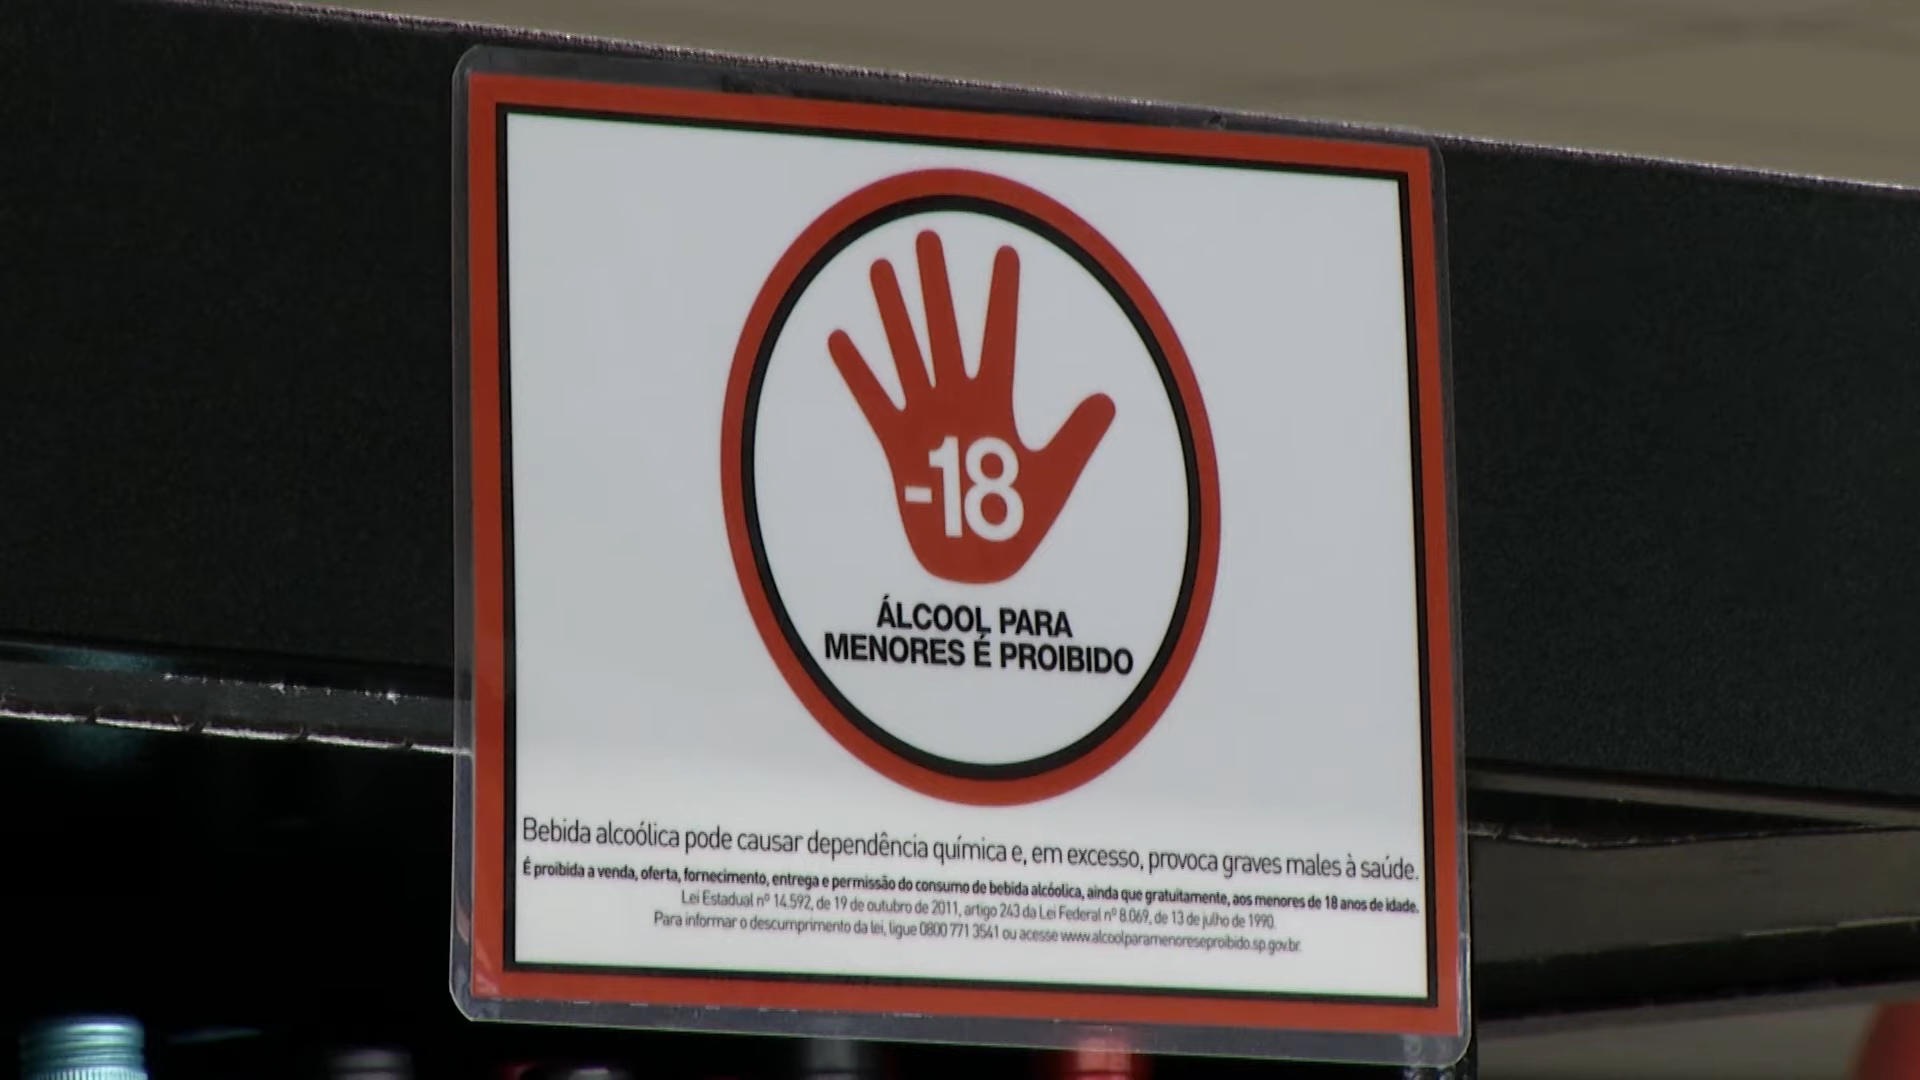 -18
ÁLCOOL PARA
MENORES É PROIBIDO
Bebida alcoólica pode causar dependência química e, em excesso, provoca graves males à saúde.
É proibida a venda, oferta, fornecimento, entrega e permissão do consumo de bebida alcóolica, ainda que gratuitamente, aos menores de 18 anos de idade.
Lei Estadual nº 14.592, de 19 de outubro de 2011, artigo 243 da Lei Federal nº 8.069, de 13 de julho de 1990.
Para informar o descumprimento da lei, ligue 0800 771 3541 ou acesse www.alcoolparamenoreseproibido.sp.gov.br